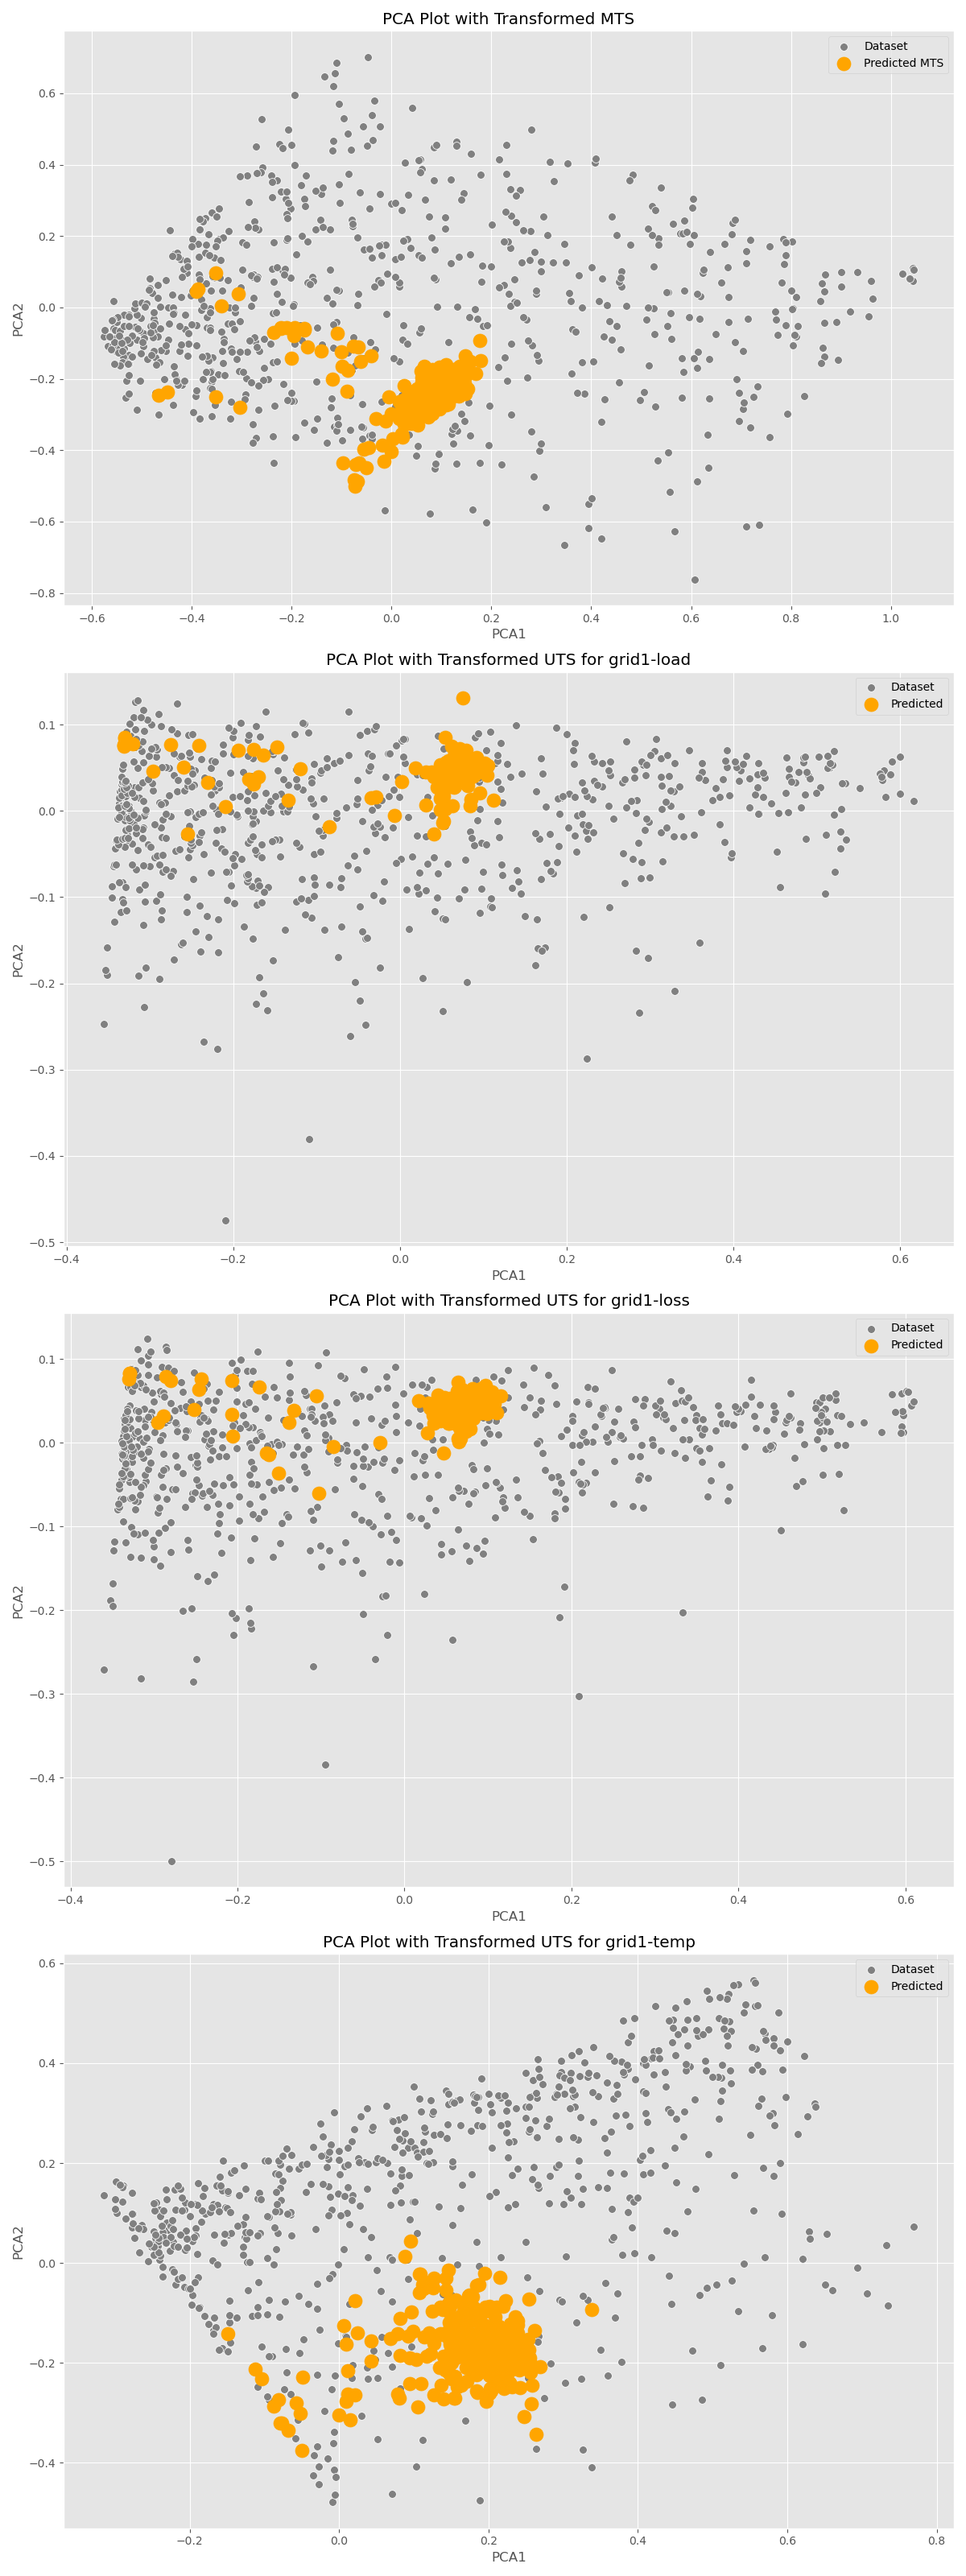 PCA Plot with Transformed MTS
Dataset
Predicted MTS
0.6
0.4
0.2
0.0
−0.2
−0.4
−0.6
−0.8
PCA2
−0.6 −0.4 −0.2 0.0 0.2 0.4 0.6 0.8 1.0
PCA1
PCA Plot with Transformed UTS for grid1-load
Dataset
Predicted
0.1
0.0
−0.1
−0.2
−0.3
−0.4
−0.5
PCA2
−0.4 −0.2 0.0 0.2 0.4 0.6
PCA1
PCA Plot with Transformed UTS for grid1-loss
Dataset
Predicted
0.1
0.0
−0.1
−0.2
−0.3
−0.4
−0.5
PCA2
−0.4 −0.2 0.0 0.2 0.4 0.6
PCA1
PCA Plot with Transformed UTS for grid1-temp
Dataset
Predicted
0.6
0.4
0.2
0.0
−0.2
−0.4
PCA2
−0.2 0.0 0.2 0.4 0.6 0.8
PCA1